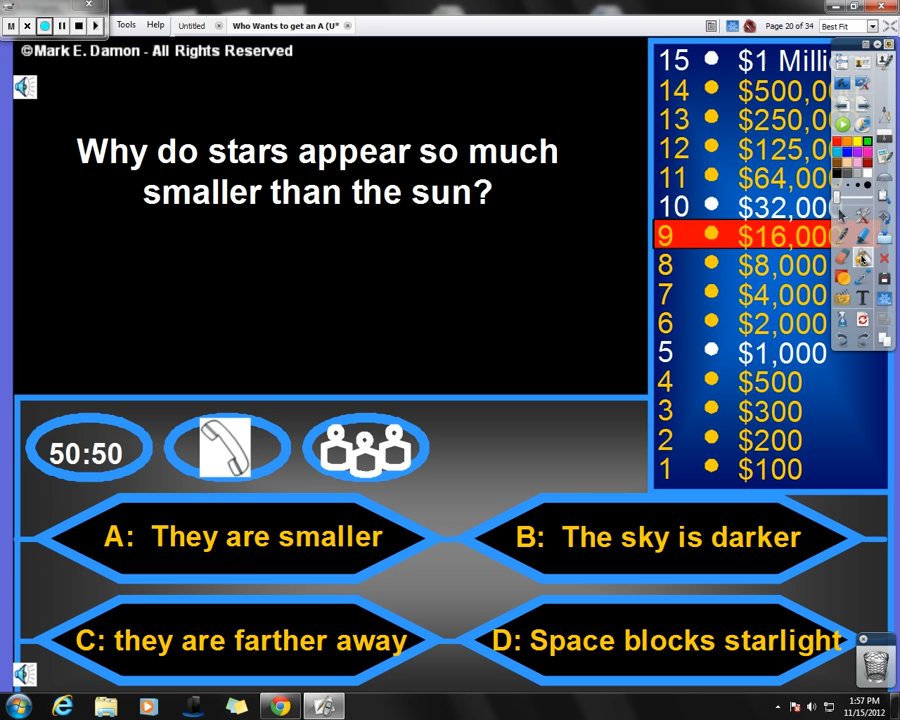 M
Tools Help Untitled Who Wants to get an A (U* Page 20 of 34 Best Fit
©Mark E. Damon - All Rights Reserved
Why do stars appear so much
smaller than the sun?
15 $1 Milli
14 $500,0
13 $250,0
12 $125,0
11 $64,000
10 $32,000
9 $16,000
8 $8,000
7 $4,000
6 $2,000
5 $1,000
4 $500
3 $300
2 $200
1 $100
50:50
A: They are smaller
B: The sky is darker
C: they are farther away
D: Space blocks starlight
T
1:57 PM
11/15/2012